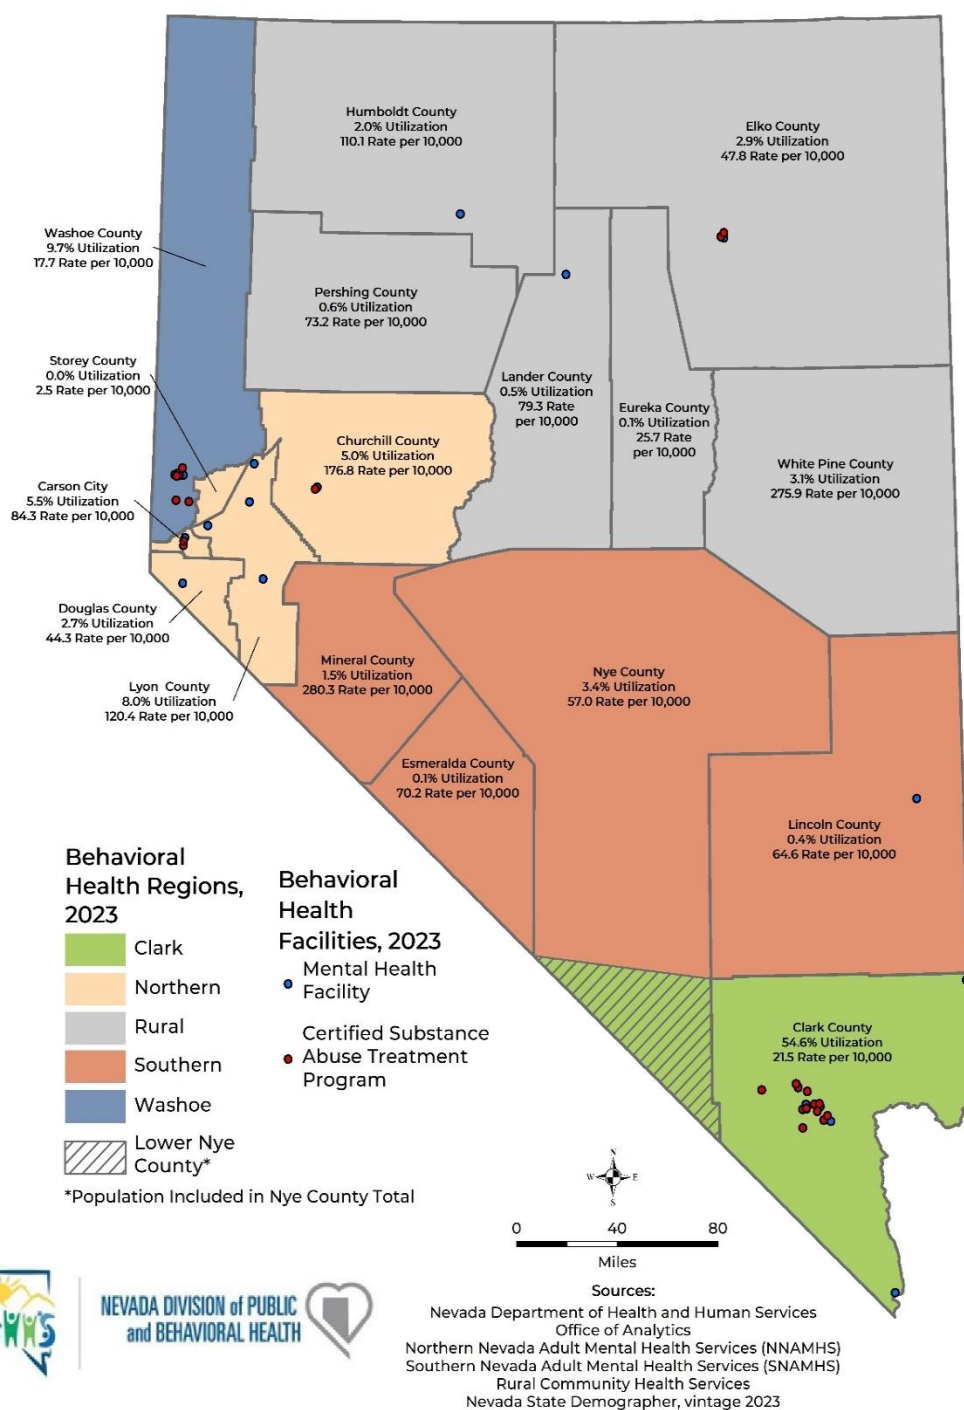 Humboldt County
2.0% Utilization
110.1 Rate per 10,000
Elko County
2.9% Utilization
47.8 Rate per 10,000
Washoe County
9.7% Utilization
17.7 Rate per 10,000
Pershing County
0.6% Utilization
73.2 Rate per 10,000
Storey County
0.0% Utilization
2.5 Rate per 10,000
Lander County
0.5% Utilization
79.3 Rate
per 10,000
Eureka County
0.1% Utilization
25.7 Rate
per 10,000
Churchill County
5.0% Utilization
176.8 Rate per 10,000
White Pine County
3.1% Utilization
275.9 Rate per 10,000
Carson City
5.5% Utilization
84.3 Rate per 10,000
Douglas County
2.7% Utilization
44.3 Rate per 10,000
Lyon County
8.0% Utilization
120.4 Rate per 10,000
Mineral County
1.5% Utilization
280.3 Rate per 10,000
Nye County
3.4% Utilization
57.0 Rate per 10,000
Esmeralda County
0.1% Utilization
70.2 Rate per 10,000
Lincoln County
0.4% Utilization
64.6 Rate per 10,000
Clark County
54.6% Utilization
21.5 Rate per 10,000
Behavioral
Health Regions,
2023
Clark
Northern
Rural
Southern
Washoe
Lower Nye
County*
*Population Included in Nye County Total
Behavioral
Health
Facilities, 2023
Mental Health
Facility
Certified Substance
Abuse Treatment
Program
N
W E
S
0 40 80
Miles
Sources:
Nevada Department of Health and Human Services
Office of Analytics
Northern Nevada Adult Mental Health Services (NNAMHS)
Southern Nevada Adult Mental Health Services (SNAMHS)
Rural Community Health Services
Nevada State Demographer, vintage 2023
NEVADA DIVISION of PUBLIC
and BEHAVIORAL HEALTH